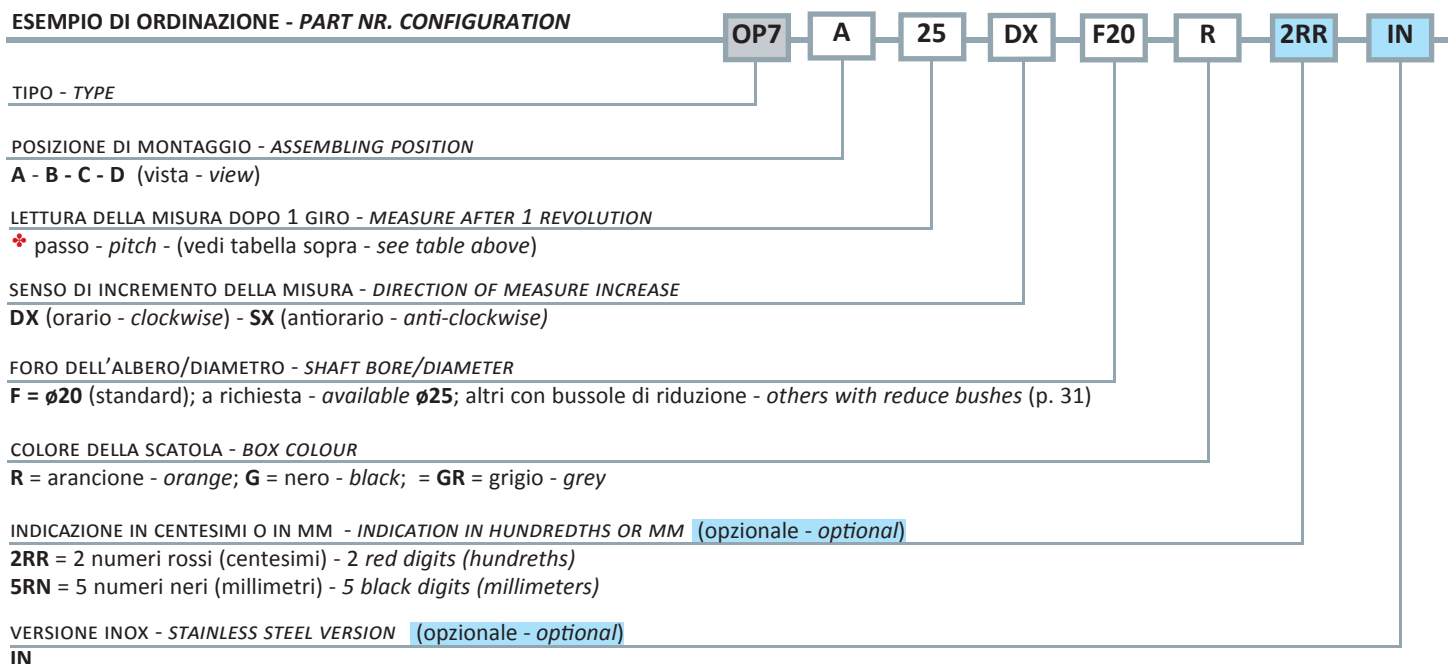 ESEMPIO DI ORDINAZIONE - PART NR. CONFIGURATION
OP7 A 25 DX F20 R 2RR IN
TIPO - TYPE
POSIZIONE DI MONTAGGIO - ASSEMBLING POSITION
A - B - C - D (vista - view)
LETTURA DELLA MISURA DOPO 1 GIRO - MEASURE AFTER 1 REVOLUTION
✤ passo - pitch - (vedi tabella sopra - see table above)
SENSO DI INCREMENTO DELLA MISURA - DIRECTION OF MEASURE INCREASE
DX (orario - clockwise) - SX (antiorario - anti-clockwise)
FORO DELL'ALBERO/DIAMETRO - SHAFT BORE/DIAMETER
F = ø20 (standard); a richiesta - available ø25; altri con bussole di riduzione - others with reduce bushes (p. 31)
COLORE DELLA SCATOLA - BOX COLOUR
R = arancione - orange; G = nero - black; = GR = grigio - grey
INDICAZIONE IN CENTESIMI O IN MM - INDICATION IN HUNDREDTHS OR MM (opzionale - optional)
2RR = 2 numeri rossi (centesimi) - 2 red digits (hundreths)
5RN = 5 numeri neri (millimetri) - 5 black digits (millimeters)
VERSIONE INOX - STAINLESS STEEL VERSION (opzionale - optional)
IN